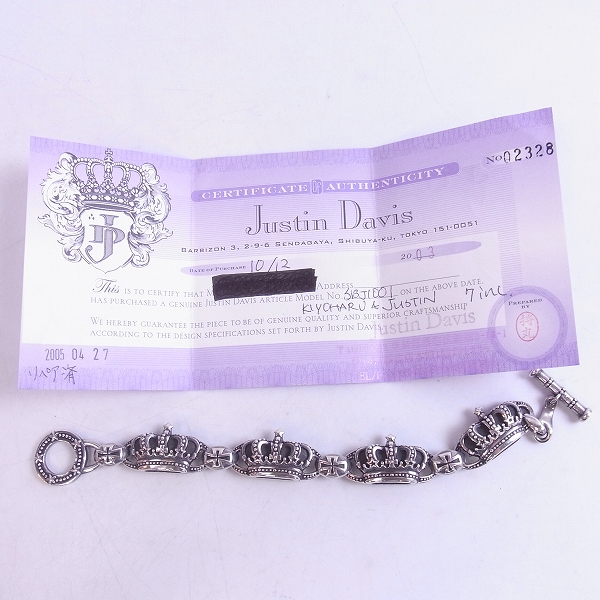 No 02328
CERTIFICATE OF AUTHENTICITY
Justin Davis
BARBIZON 3, 2-9-6 SENDAGAYA, SHIBUYA-KU, TOKYO 151-0051
DATE OF PURCHASE 10/12 2003
This IS TO CERTIFY THAT M ADDRESS
HAS PURCHASED A GENUINE JUSTIN DAVIS ARTICLE MODEL NO. SBJ1001 ON THE ABOVE DATE.
KIYOHARU & JUSTIN 7inc
WE HEREBY GUARANTEE THE PIECE TO BE OF GENUINE QUALITY AND SUPERIOR CRAFTSMANSHIP
ACCORDING TO THE DESIGN SPECIFICATIONS SET FORTH BY JUSTIN DAVIS
Justin Davis
PREPARED BY
2005 04 27
リペア済